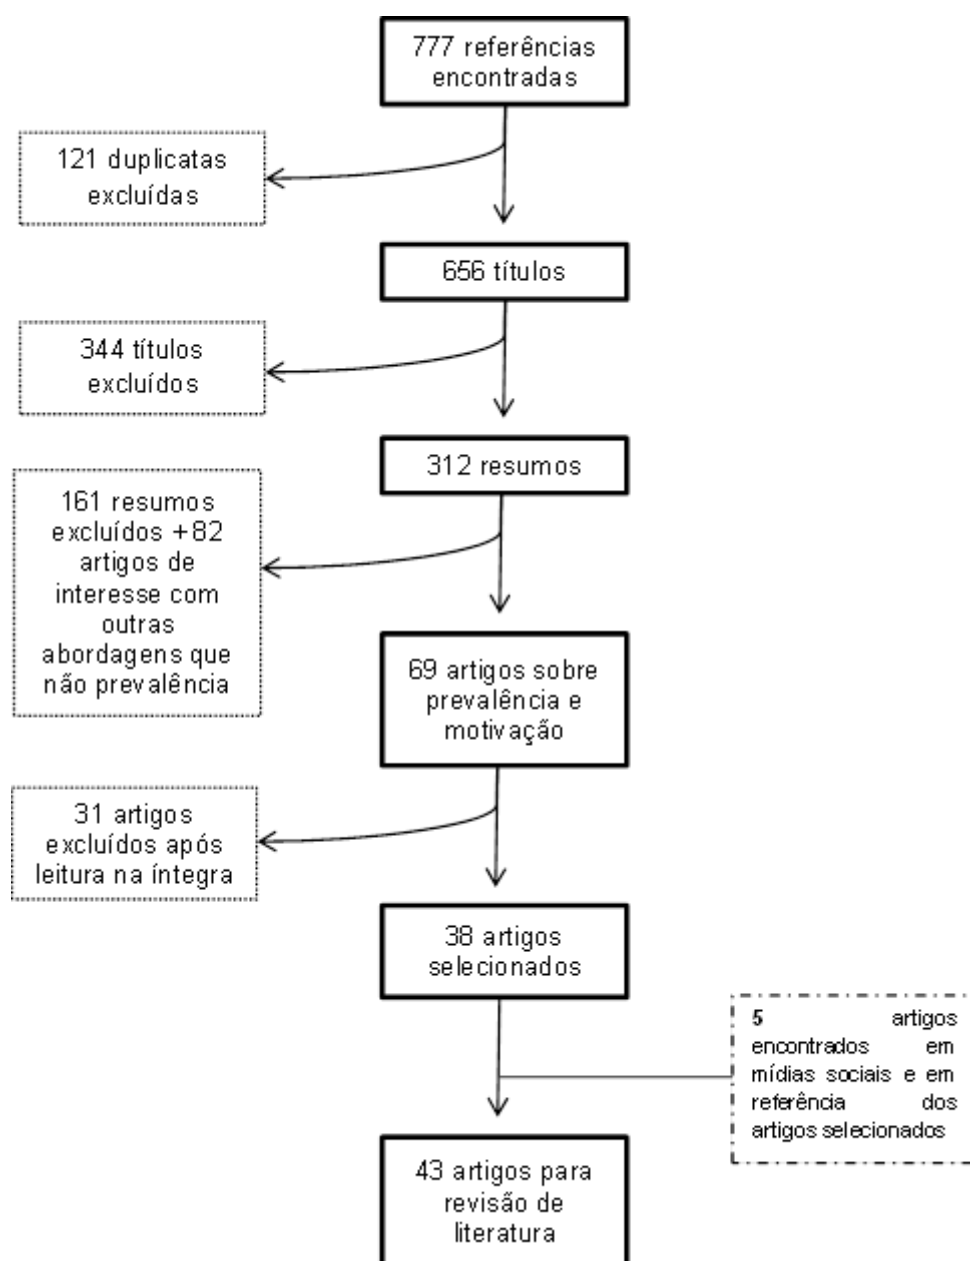 777 referências
encontradas
121 duplicatas
excluídas
656 títulos
344 títulos
excluídos
312 resumos
161 resumos
excluídos +82
artigos de
interesse com
outras
abordagens que
não prevalência
69 artigos sobre
prevalência e
motivação
31 artigos
excluídos após
leitura na íntegra
38 artigos
selecionados
5 artigos
encontrados em
mídias sociais e em
referência dos
artigos selecionados
43 artigos para
revisão de
literatura